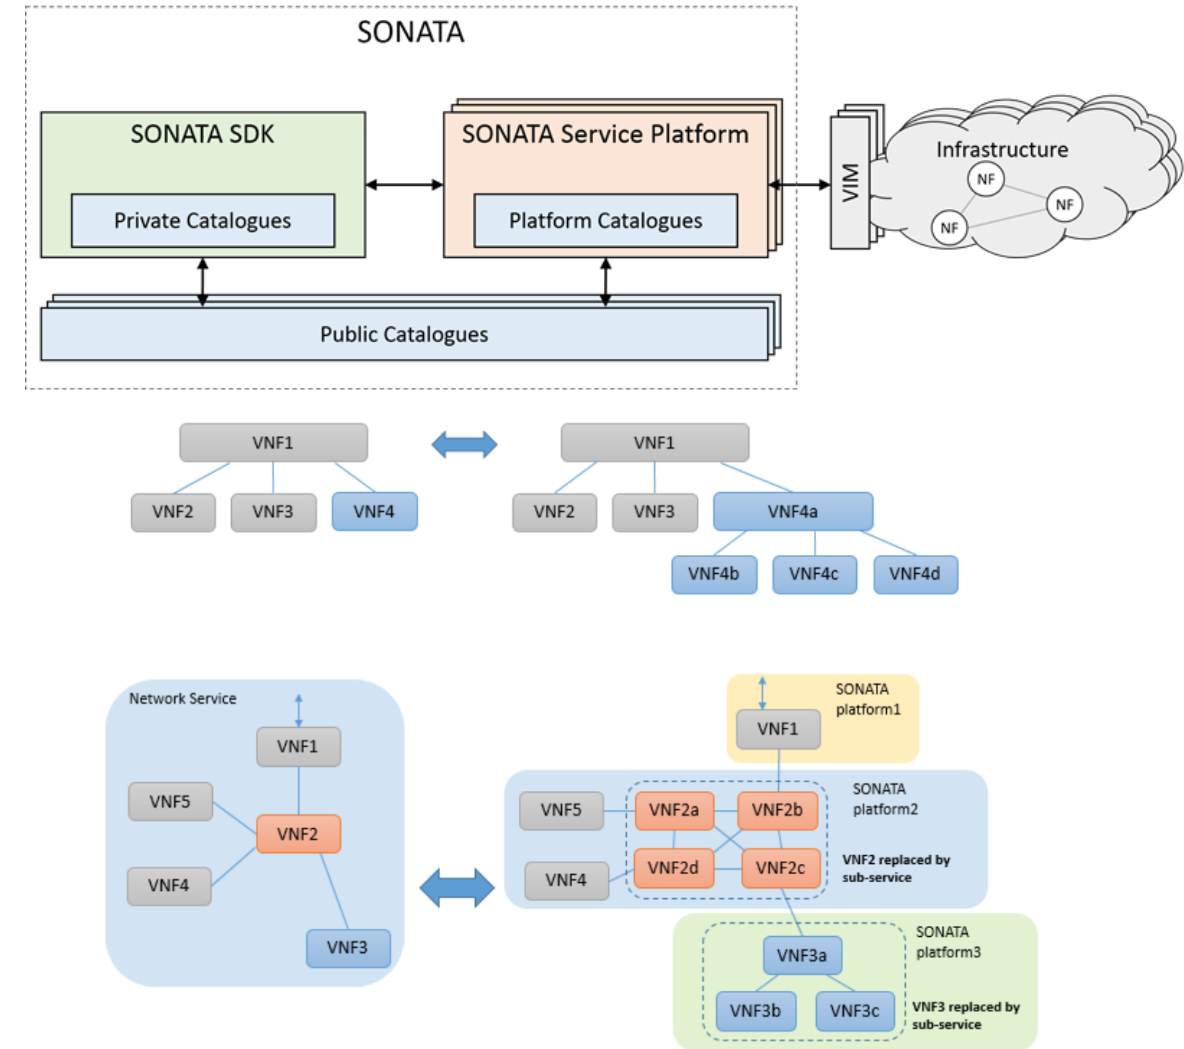 SONATA
SONATA SDK
SONATA Service Platform
Private Catalogues
Platform Catalogues
VIM
Infrastructure
NF
NF
NF
Public Catalogues
VNF1
VNF2
VNF3
VNF4
VNF1
VNF2
VNF3
VNF4a
VNF4b
VNF4c
VNF4d
Network Service
VNF1
VNF5
VNF2
VNF4
VNF3
SONATA
platform1
VNF1
SONATA
platform2
VNF5
VNF2a
VNF2b
VNF4
VNF2d
VNF2c
VNF2 replaced by
sub-service
SONATA
platform3
VNF3a
VNF3b
VNF3c
VNF3 replaced by
sub-service